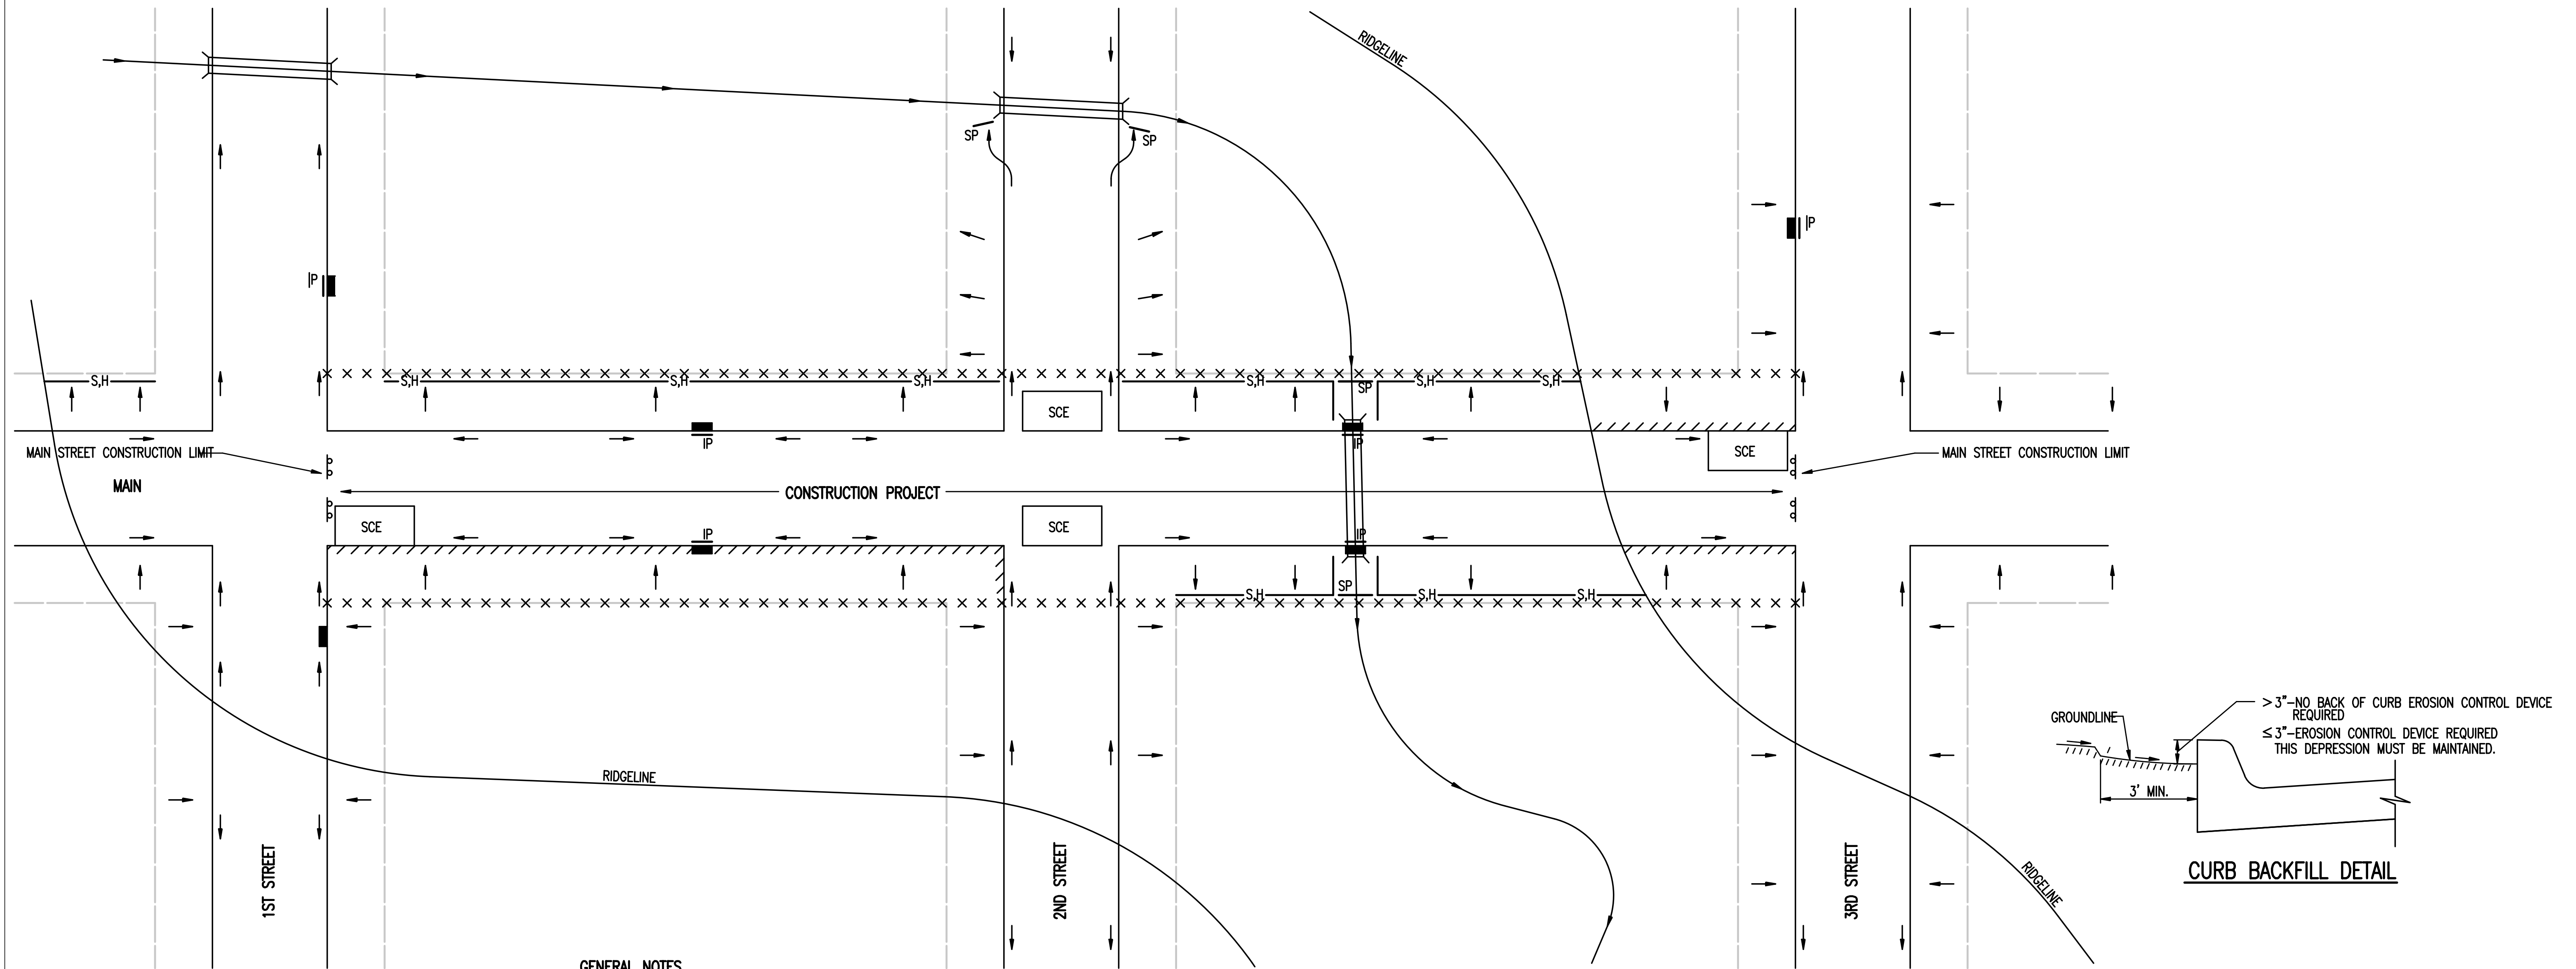 RIDGELINE
SP
SP
IP
IP
S,H
S,H
S,H
S,H
S,H
SP
S,H
S,H
SCE
IP
IP
SCE
MAIN STREET CONSTRUCTION LIMIT
MAIN STREET CONSTRUCTION LIMIT
MAIN
CONSTRUCTION PROJECT
SCE
SCE
IP
IP
S,H
SP
S,H
S,H
RIDGELINE
1ST STREET
2ND STREET
3RD STREET
RIDGELINE
GENERAL NOTES
GROUNDLINE
>3"-NO BACK OF CURB EROSION CONTROL DEVICE
REQUIRED
≤3"-EROSION CONTROL DEVICE REQUIRED
THIS DEPRESSION MUST BE MAINTAINED.
3' MIN.
CURB BACKFILL DETAIL